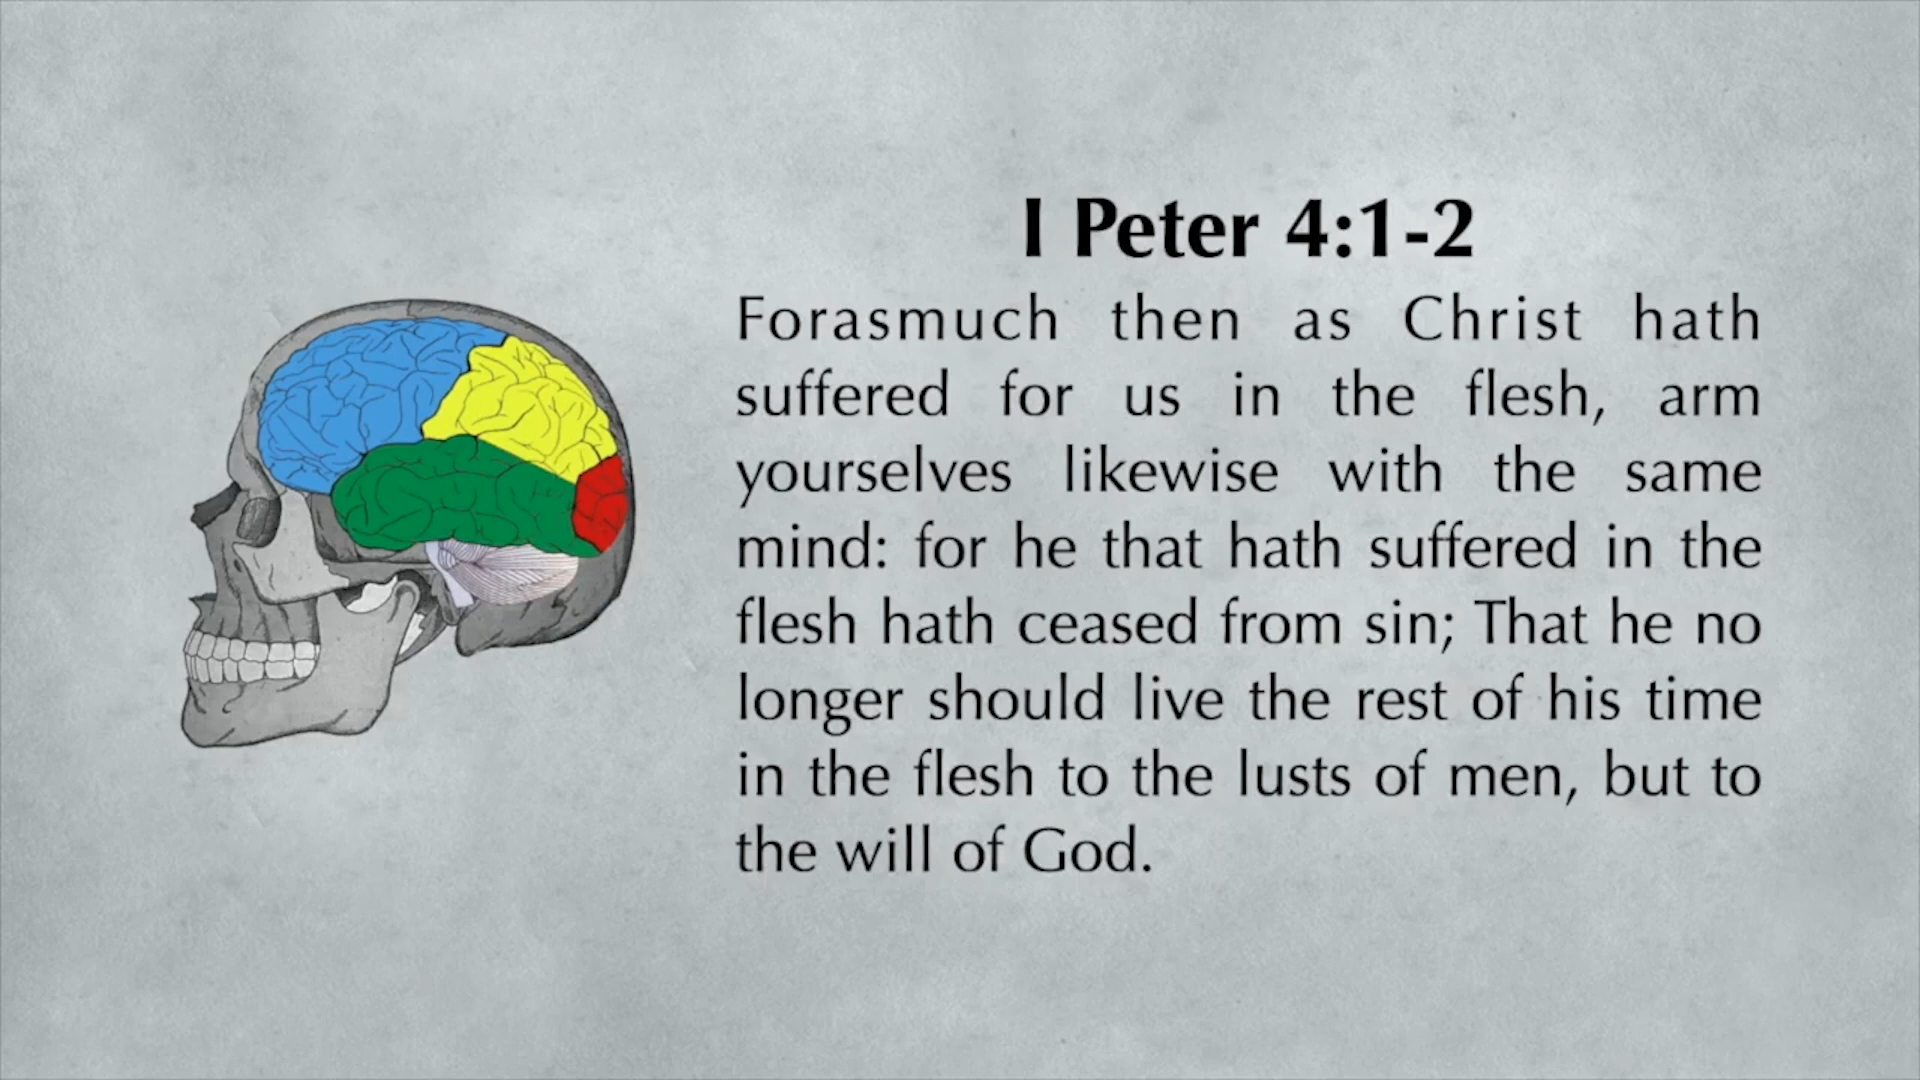 I Peter 4:1-2
Forasmuch then as Christ hath
suffered for us in the flesh, arm
yourselves likewise with the same
mind: for he that hath suffered in the
flesh hath ceased from sin; That he no
longer should live the rest of his time
in the flesh to the lusts of men, but to
the will of God.